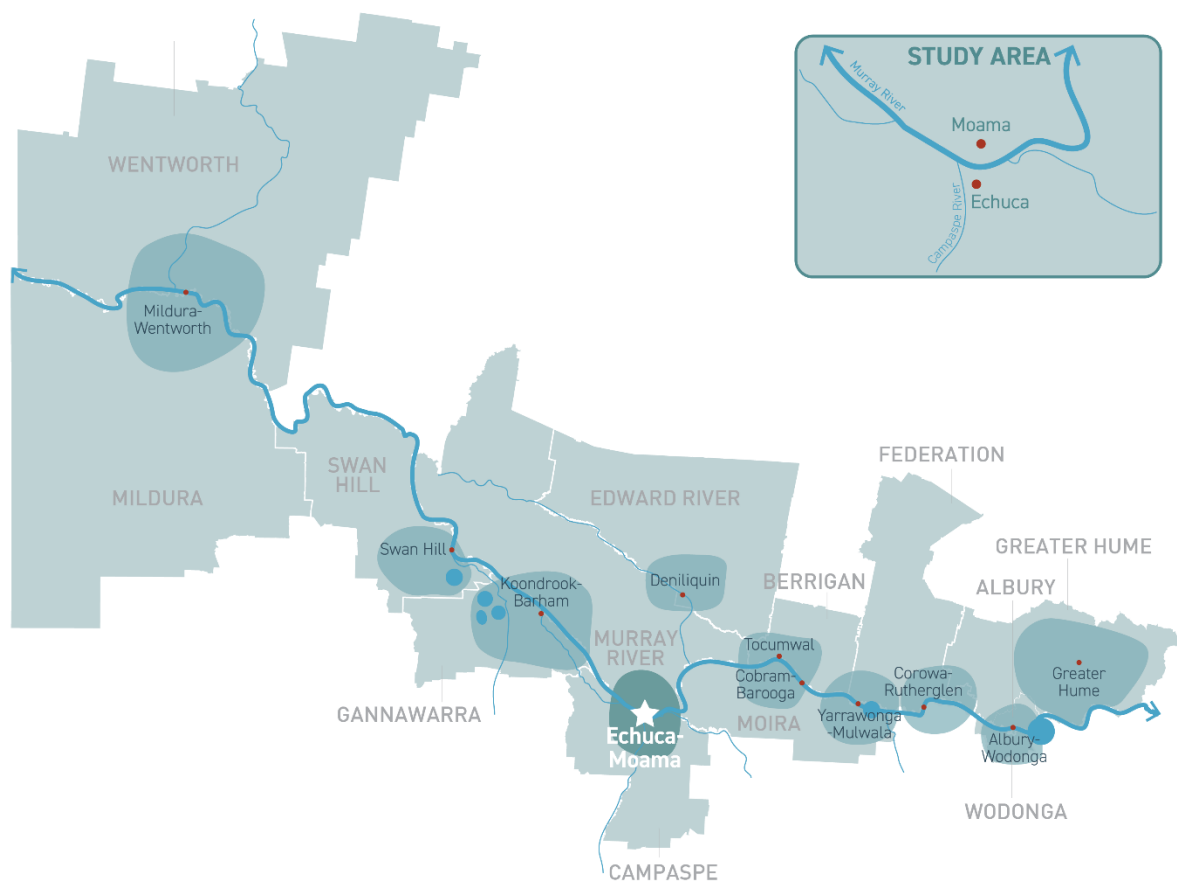 STUDY AREA
Murray River
Moama
Echuca
Campaspe River
WENTWORTH
Mildura-
Wentworth
MILDURA
SWAN
HILL
EDWARD RIVER
FEDERATION
GREATER HUME
ALBURY
BERRIGAN
Swan Hill
Koondrook-
Barham
Deniliquin
MURRAY
RIVER
Tocumwal
Cobram-
Barooga
Corowa-
Rutherglen
Greater
Hume
GANNAWARRA
MOIRA
Yarrawonga
-Mulwala
Echuca-
Moama
Albury-
Wodonga
WODONGA
CAMPASPE